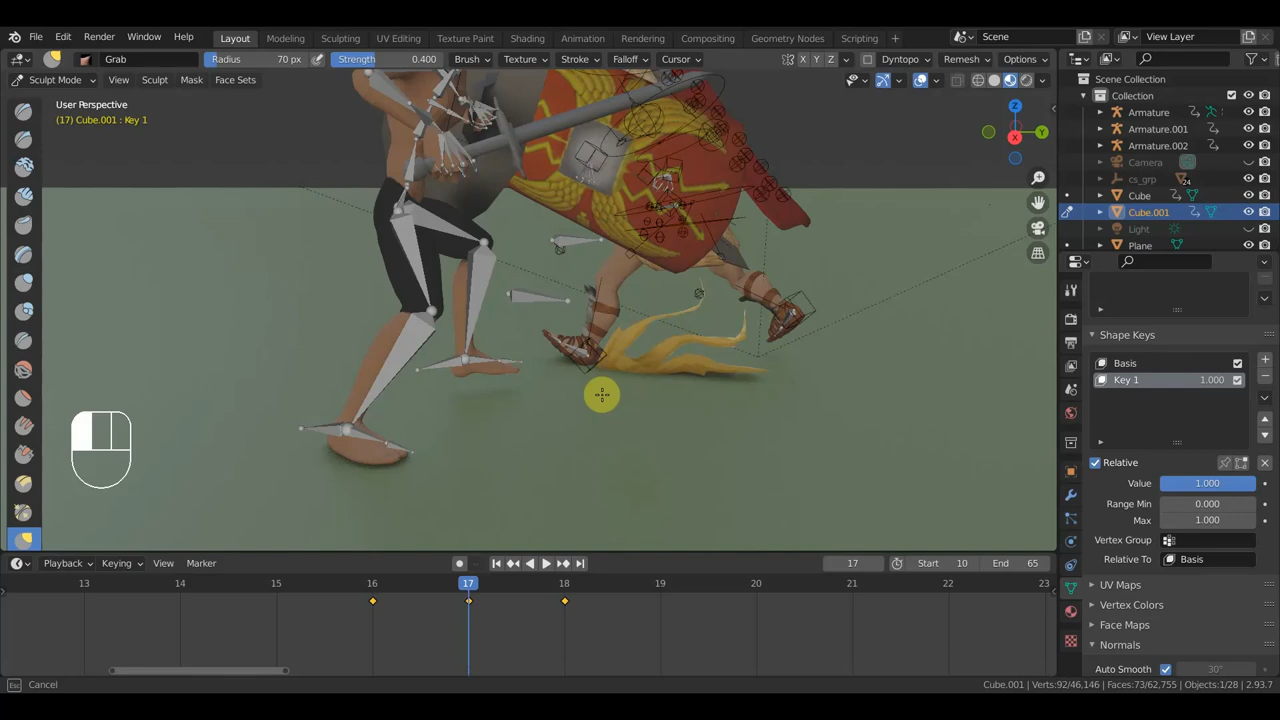 File Edit Render Window Help Layout Modeling Sculpting UV Editing Texture Paint Shading Animation Rendering Compositing Geometry Nodes Scripting Scene View Layer
Grab Radius 70 px Strength 0.400 Brush Texture Stroke Falloff Cursor X Y Z Dyntopo Remesh Options
Sculpt Mode View Sculpt Mask Face Sets
User Perspective
(17) Cube.001 : Key 1
Z
Y
X
Scene Collection
Collection
Armature
Armature.001
Armature.002
Camera
cs_grp 24
Cube
Cube.001
Light
Plane
Shape Keys
Basis
Key 1 1.000
Relative
Value 1.000
Range Min 0.000
Max 1.000
Vertex Group
Relative To Basis
UV Maps
Vertex Colors
Face Maps
Normals
Auto Smooth 30°
Playback Keying View Marker 17 Start 10 End 65
13 14 15 16 17 18 19 20 21 22 23
Esc Cancel Cube.001 | Verts:92/46,146 | Faces:73/62,755 | Objects:1/28 | 2.93.7